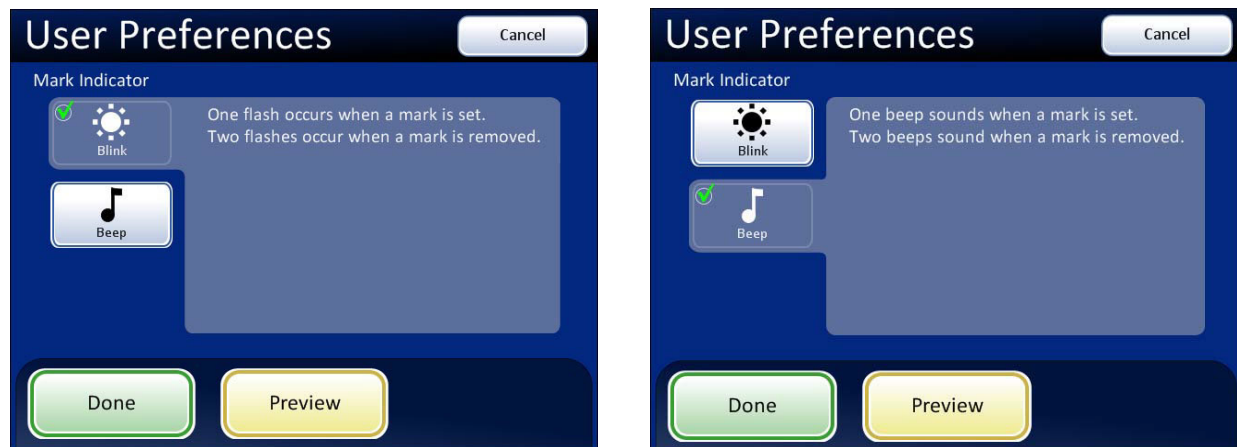 User Preferences
Cancel
Mark Indicator
Blink
One flash occurs when a mark is set.
Two flashes occur when a mark is removed.
Beep
Done
Preview
User Preferences
Cancel
Mark Indicator
Blink
One beep sounds when a mark is set.
Two beeps sound when a mark is removed.
Beep
Done
Preview